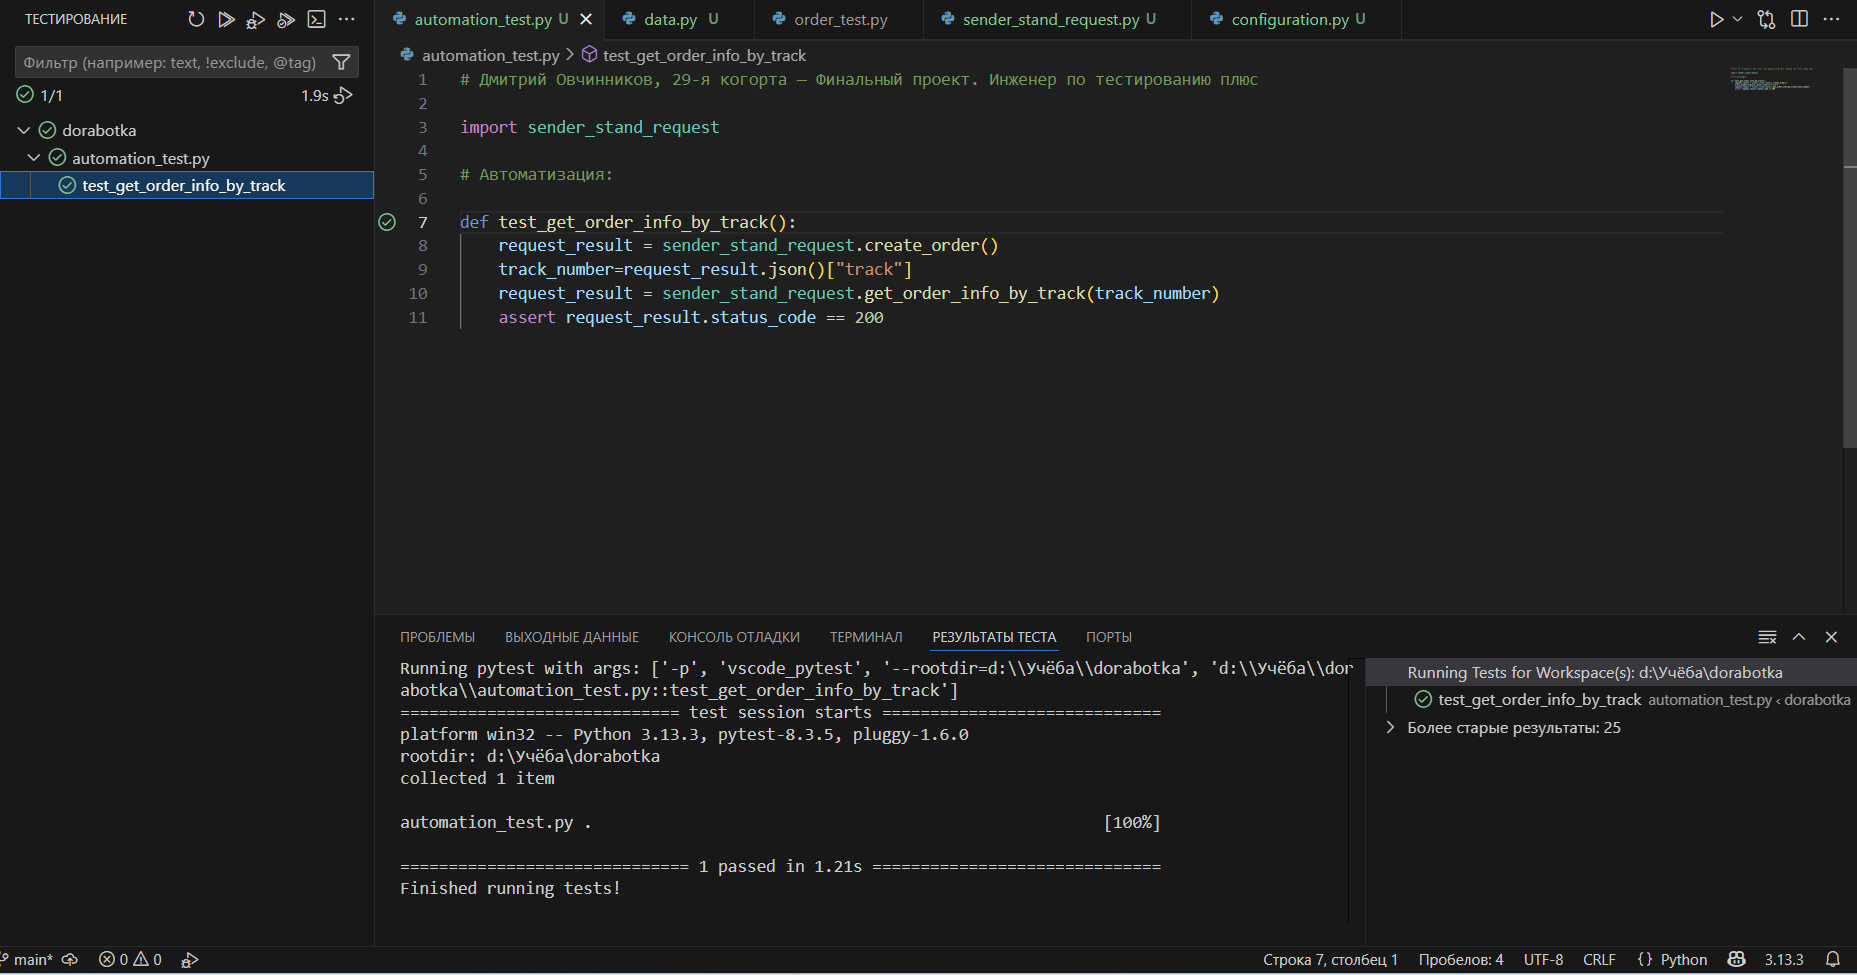 ТЕСТИРОВАНИЕ
Фильтр (например: text, !exclude, @tag)
1/1
1.9s
dorabotka
automation_test.py
test_get_order_info_by_track
automation_test.py U
data.py U
order_test.py
sender_stand_request.py U
configuration.py U
automation_test.py > test_get_order_info_by_track
1 # Дмитрий Овчинников, 29-я когорта — Финальный проект. Инженер по тестированию плюс
2
3 import sender_stand_request
4
5 # Автоматизация:
6
7 def test_get_order_info_by_track():
8     request_result = sender_stand_request.create_order()
9     track_number=request_result.json()["track"]
10     request_result = sender_stand_request.get_order_info_by_track(track_number)
11     assert request_result.status_code == 200
ПРОБЛЕМЫ ВЫХОДНЫЕ ДАННЫЕ КОНСОЛЬ ОТЛАДКИ ТЕРМИНАЛ РЕЗУЛЬТАТЫ ТЕСТА ПОРТЫ
Running pytest with args: ['-p', 'vscode_pytest', '--rootdir=d:\\Учёба\\dorabotka', 'd:\\Учёба\\dor
abotka\\automation_test.py::test_get_order_info_by_track']
============================= test session starts =============================
platform win32 -- Python 3.13.3, pytest-8.3.5, pluggy-1.6.0
rootdir: d:\Учёба\dorabotka
collected 1 item
automation_test.py . [100%]
============================== 1 passed in 1.21s ==============================
Finished running tests!
Running Tests for Workspace(s): d:\Учёба\dorabotka
test_get_order_info_by_track automation_test.py ‹ dorabotka
Более старые результаты: 25
main* 0 0
Строка 7, столбец 1 Пробелов: 4 UTF-8 CRLF {} Python 3.13.3